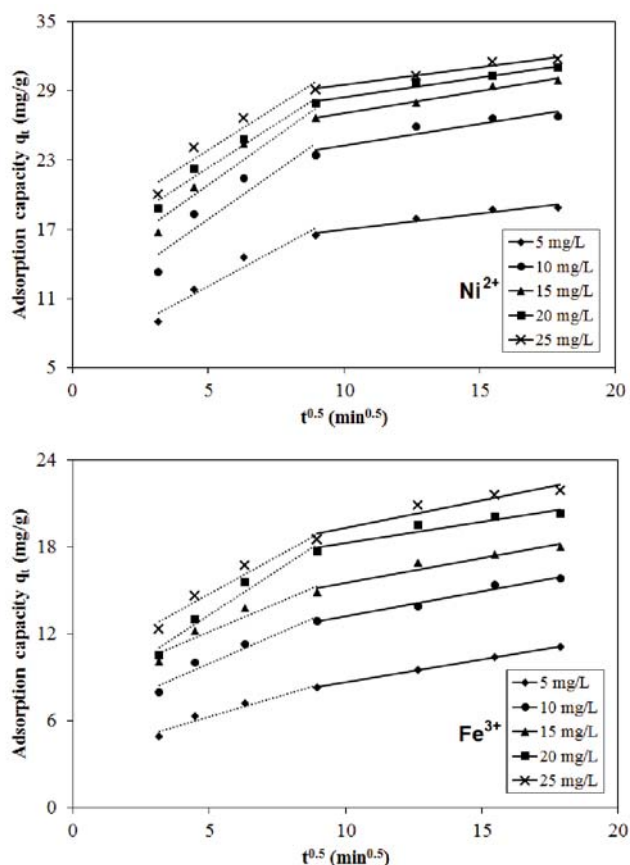 35
29
23
17
11
5
Adsorption capacity qₜ (mg/g)
5 mg/L
10 mg/L
15 mg/L
20 mg/L
25 mg/L
Ni²⁺
0 5 10 15 20
t⁰·⁵ (min⁰·⁵)
24
18
12
6
0
Adsorption capacity qₜ (mg/g)
5 mg/L
10 mg/L
15 mg/L
20 mg/L
25 mg/L
Fe³⁺
0 5 10 15 20
t⁰·⁵ (min⁰·⁵)